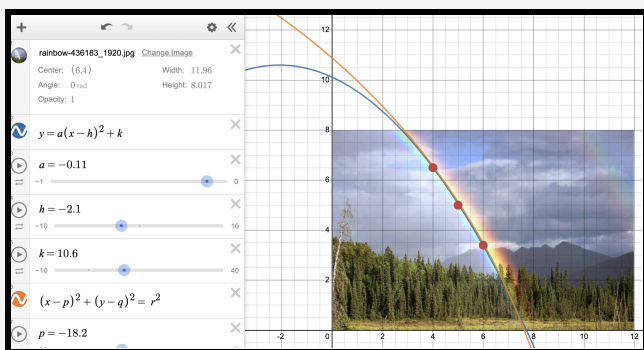 rainbow-436183_1920.jpg Change Image
Center: (6,4) Width: 11.96
Angle: 0 rad Height: 8.017
Opacity: 1
y = a(x − h)² + k
a = −0.11
-1 0
h = −2.1
-10 10
k = 10.6
-10 40
(x − p)² + (y − q)² = r²
p = −18.2
12
10
8
6
4
2
-2 0 2 4 6 8 10 12